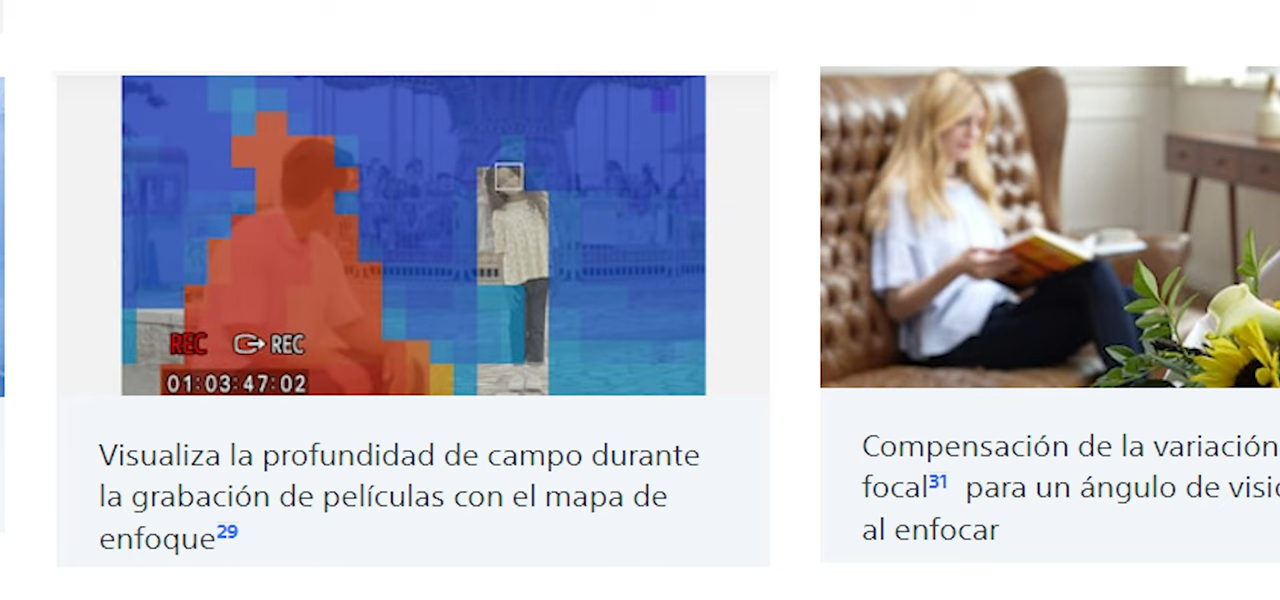 REC REC
01:03:47:02
Visualiza la profundidad de campo durante
la grabación de películas con el mapa de
enfoque29
Compensación de la variación
focal31 para un ángulo de
al enfocar